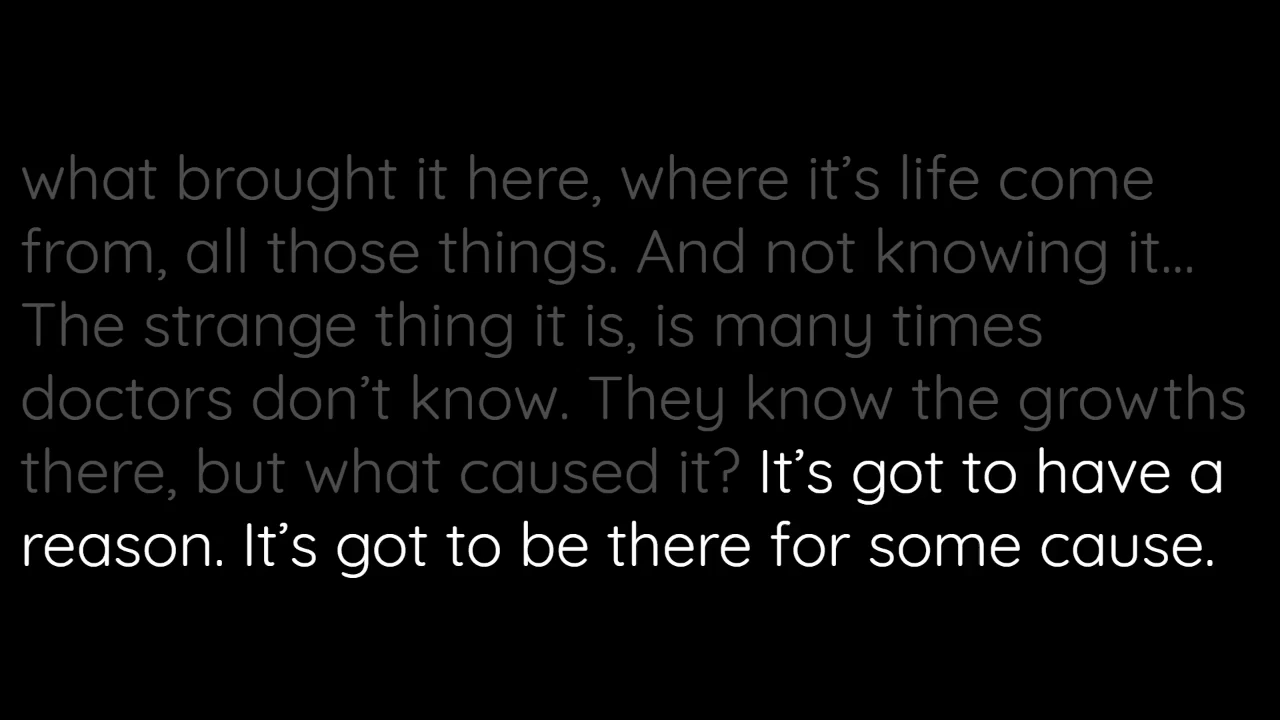 what brought it here, where it’s life come
from, all those things. And not knowing it...
The strange thing it is, is many times
doctors don’t know. They know the growths
there, but what caused it? It’s got to have a
reason. It’s got to be there for some cause.